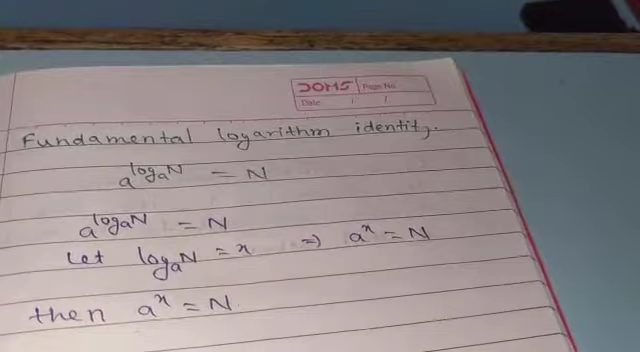 DOMS Page No.
Date / /
Fundamental logarithm identity.
a^{log_a N} = N
a^{log_a N} = N
Let log_a N = x ⇒ a^x = N
then a^x = N